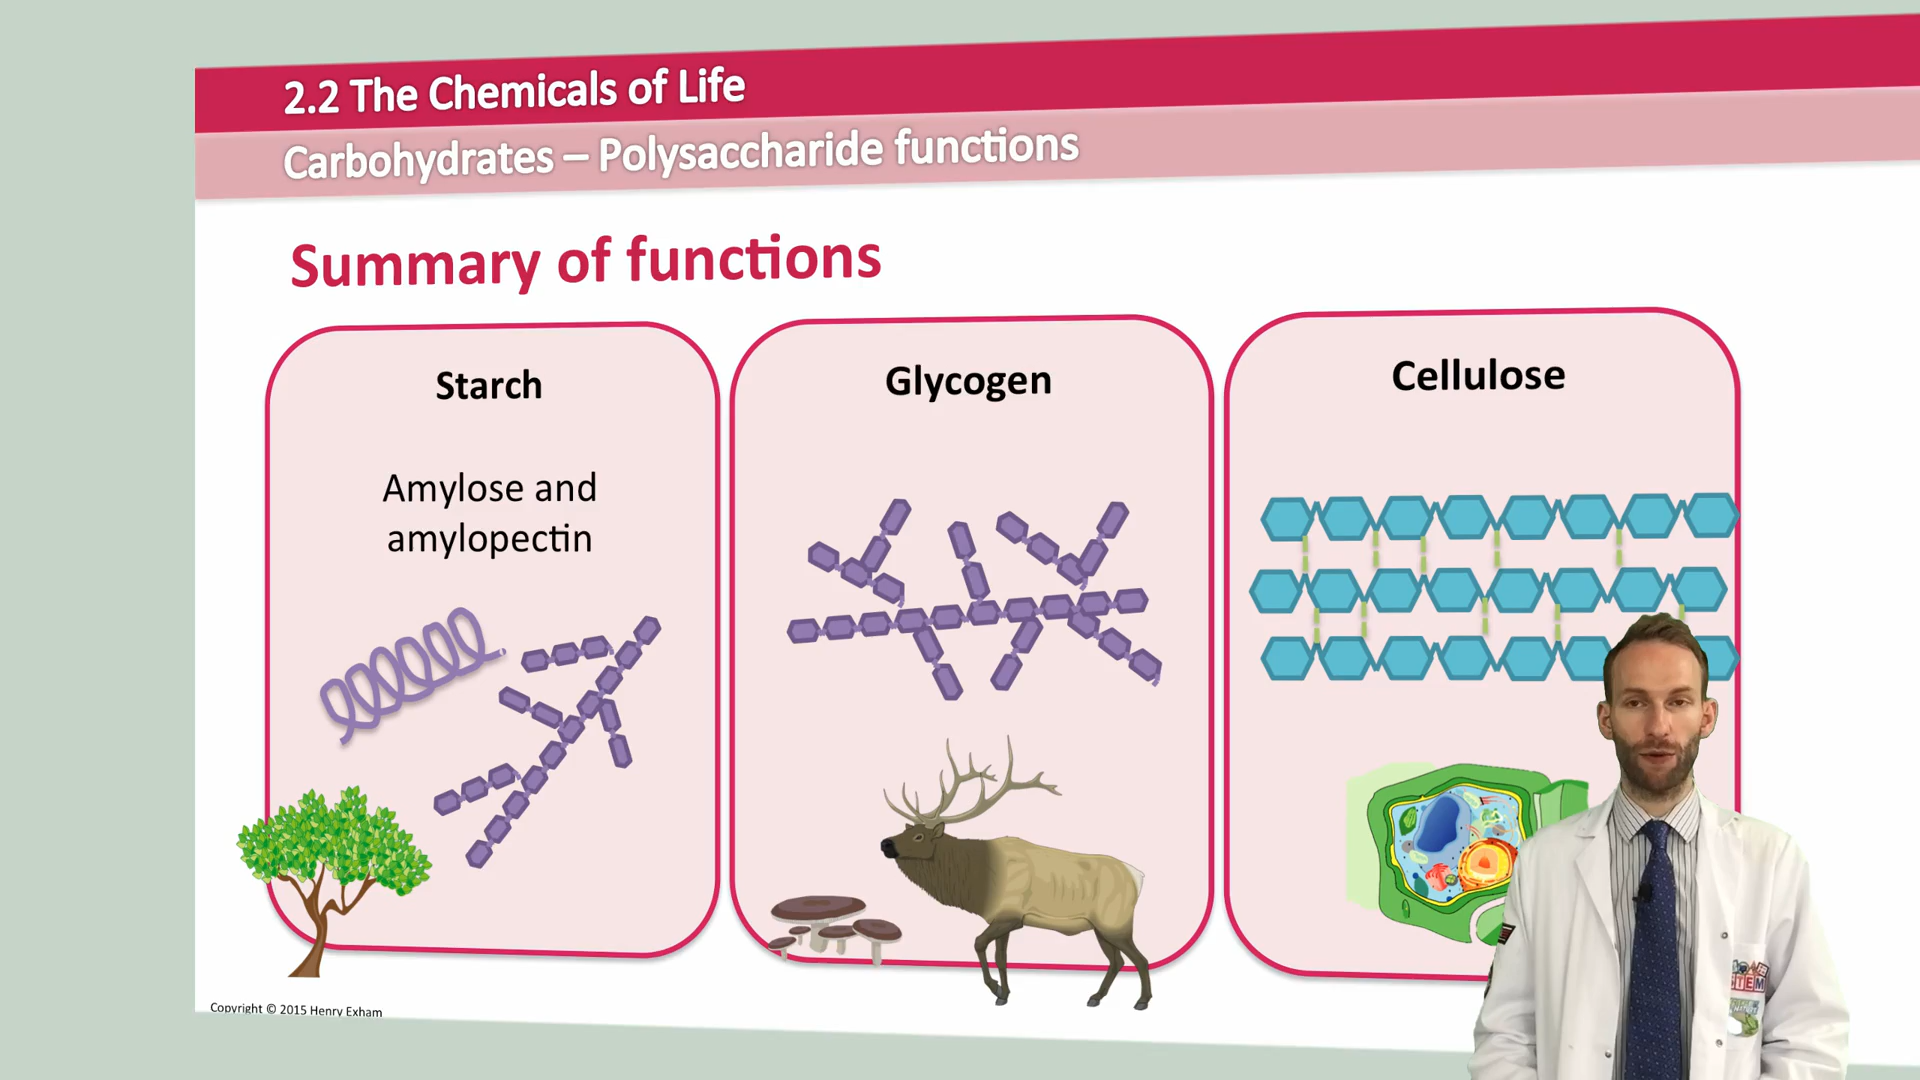 2.2 The Chemicals of Life
Carbohydrates – Polysaccharide functions
Summary of functions
Starch
Amylose and
amylopectin
Glycogen
Cellulose
Copyright © 2015 Henry Exham
STEM